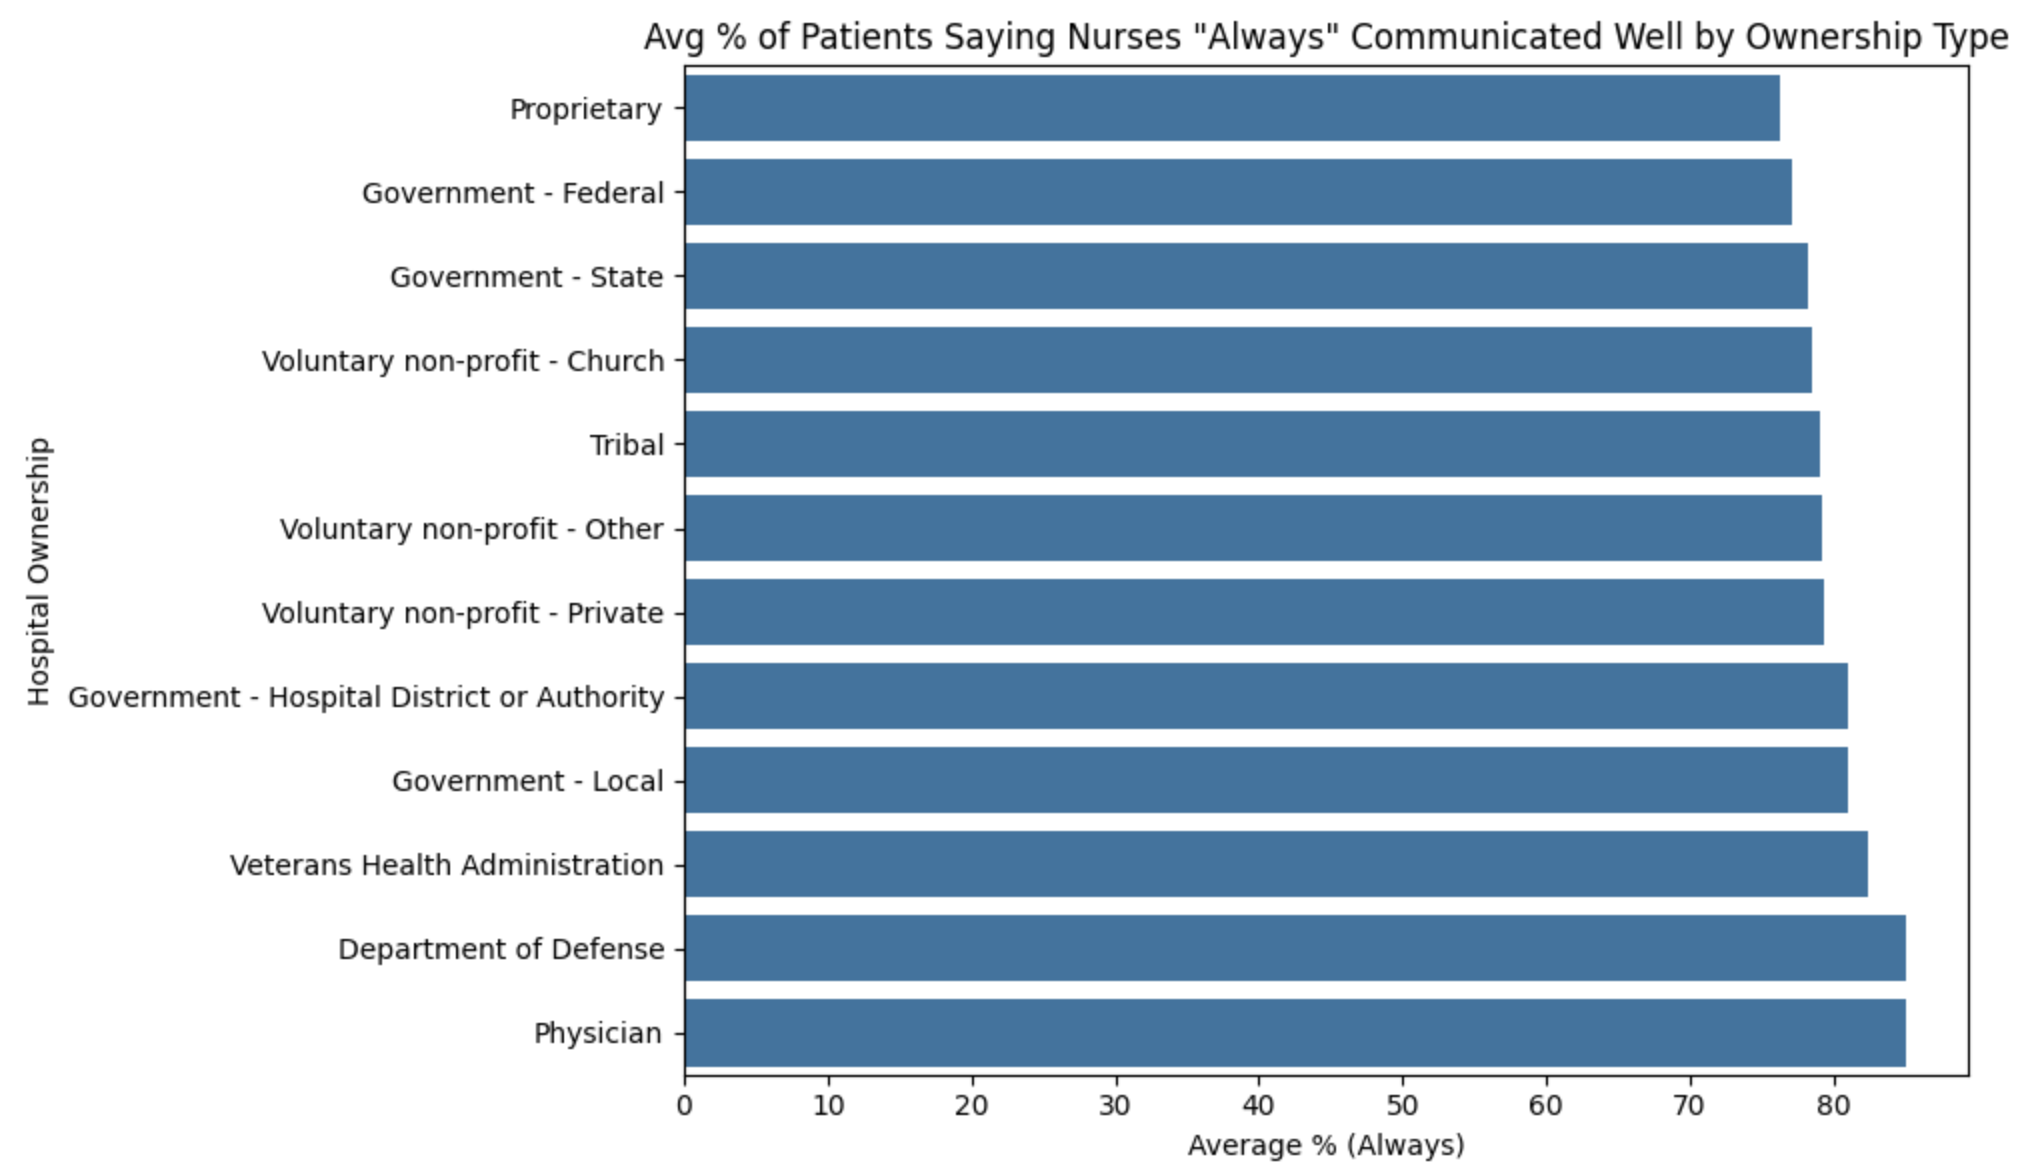 Avg % of Patients Saying Nurses "Always" Communicated Well by Ownership Type
Hospital Ownership
Proprietary
Government - Federal
Government - State
Voluntary non-profit - Church
Tribal
Voluntary non-profit - Other
Voluntary non-profit - Private
Government - Hospital District or Authority
Government - Local
Veterans Health Administration
Department of Defense
Physician
0 10 20 30 40 50 60 70 80
Average % (Always)